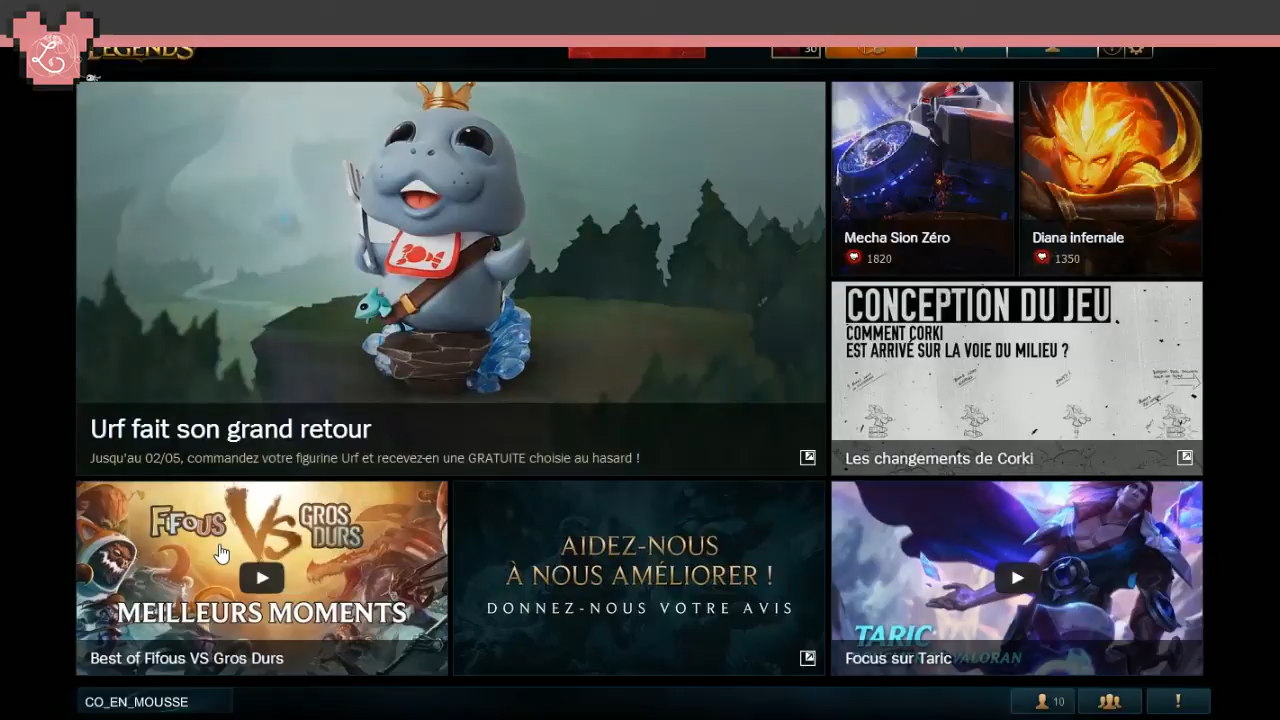 LEGENDS
30
Urf fait son grand retour
Jusqu'au 02/05, commandez votre figurine Urf et recevez-en une GRATUITE choisie au hasard !
Mecha Sion Zéro
1820
Diana infernale
1350
CONCEPTION DU JEU
COMMENT CORKI
EST ARRIVÉ SUR LA VOIE DU MILIEU ?
Les changements de Corki
FIFOUS VS GROS DURS
MEILLEURS MOMENTS
Best of Fifous VS Gros Durs
AIDEZ-NOUS
À NOUS AMÉLIORER !
DONNEZ-NOUS VOTRE AVIS
TARIC
VALORAN
Focus sur Taric
CO_EN_MOUSSE
10